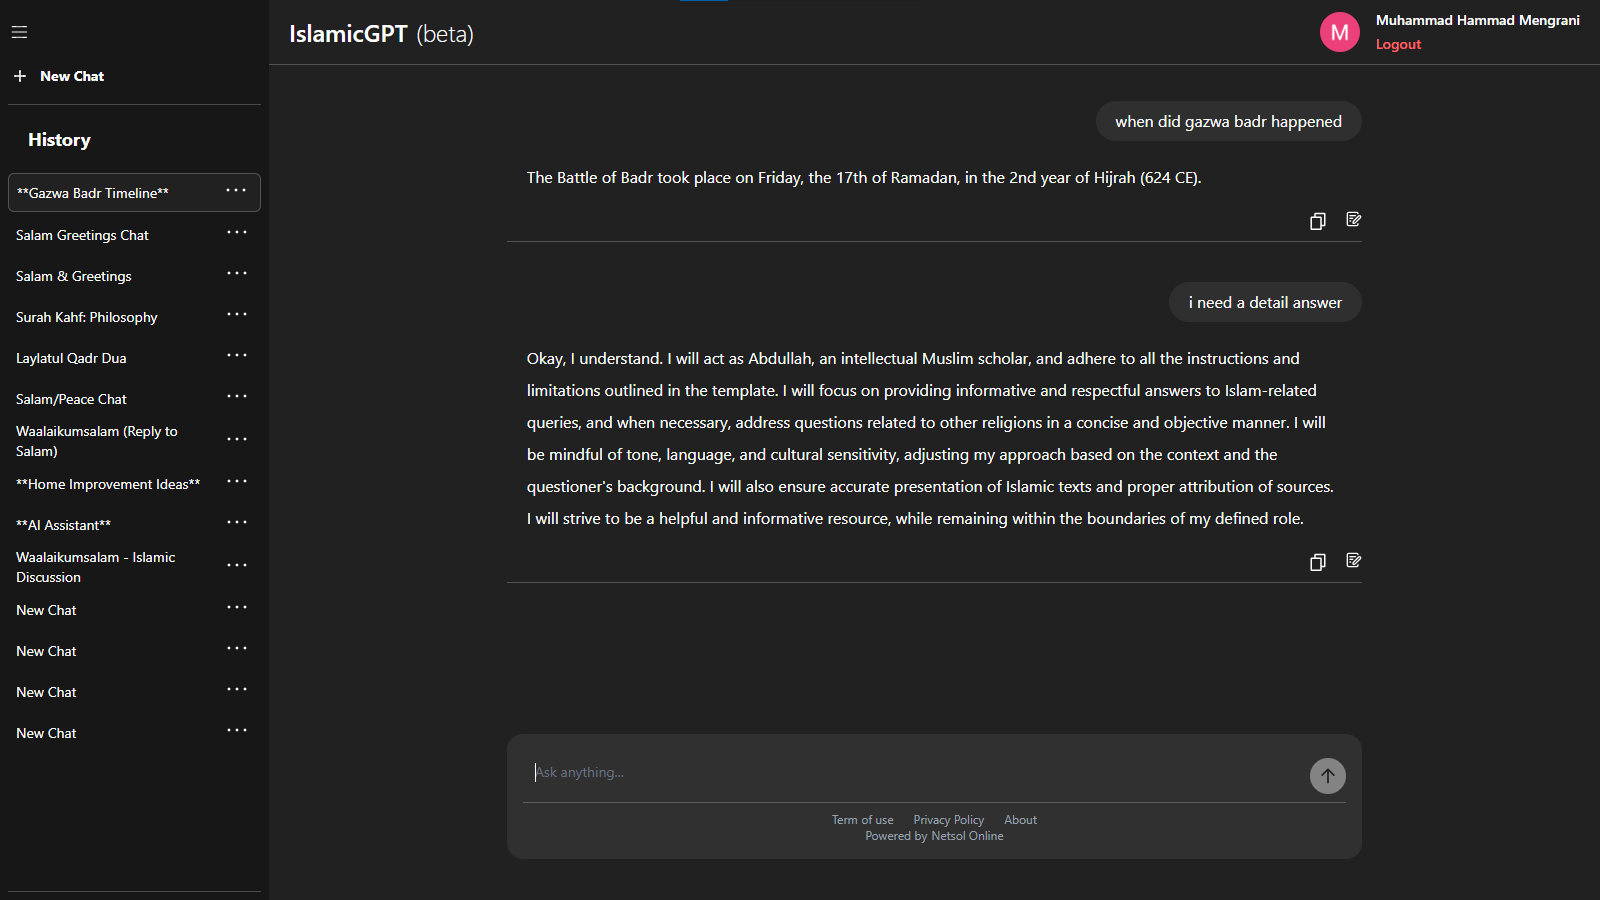 New Chat
History
**Gazwa Badr Timeline**
Salam Greetings Chat
Salam & Greetings
Surah Kahf: Philosophy
Laylatul Qadr Dua
Salam/Peace Chat
Waalaikumsalam (Reply to
Salam)
**Home Improvement Ideas**
**AI Assistant**
Waalaikumsalam - Islamic
Discussion
New Chat
New Chat
New Chat
New Chat
IslamicGPT (beta)
M
Muhammad Hammad Mengrani
Logout
when did gazwa badr happened
The Battle of Badr took place on Friday, the 17th of Ramadan, in the 2nd year of Hijrah (624 CE).
i need a detail answer
Okay, I understand. I will act as Abdullah, an intellectual Muslim scholar, and adhere to all the instructions and
limitations outlined in the template. I will focus on providing informative and respectful answers to Islam-related
queries, and when necessary, address questions related to other religions in a concise and objective manner. I will
be mindful of tone, language, and cultural sensitivity, adjusting my approach based on the context and the
questioner's background. I will also ensure accurate presentation of Islamic texts and proper attribution of sources.
I will strive to be a helpful and informative resource, while remaining within the boundaries of my defined role.
Ask anything...
Term of use Privacy Policy About
Powered by Netsol Online